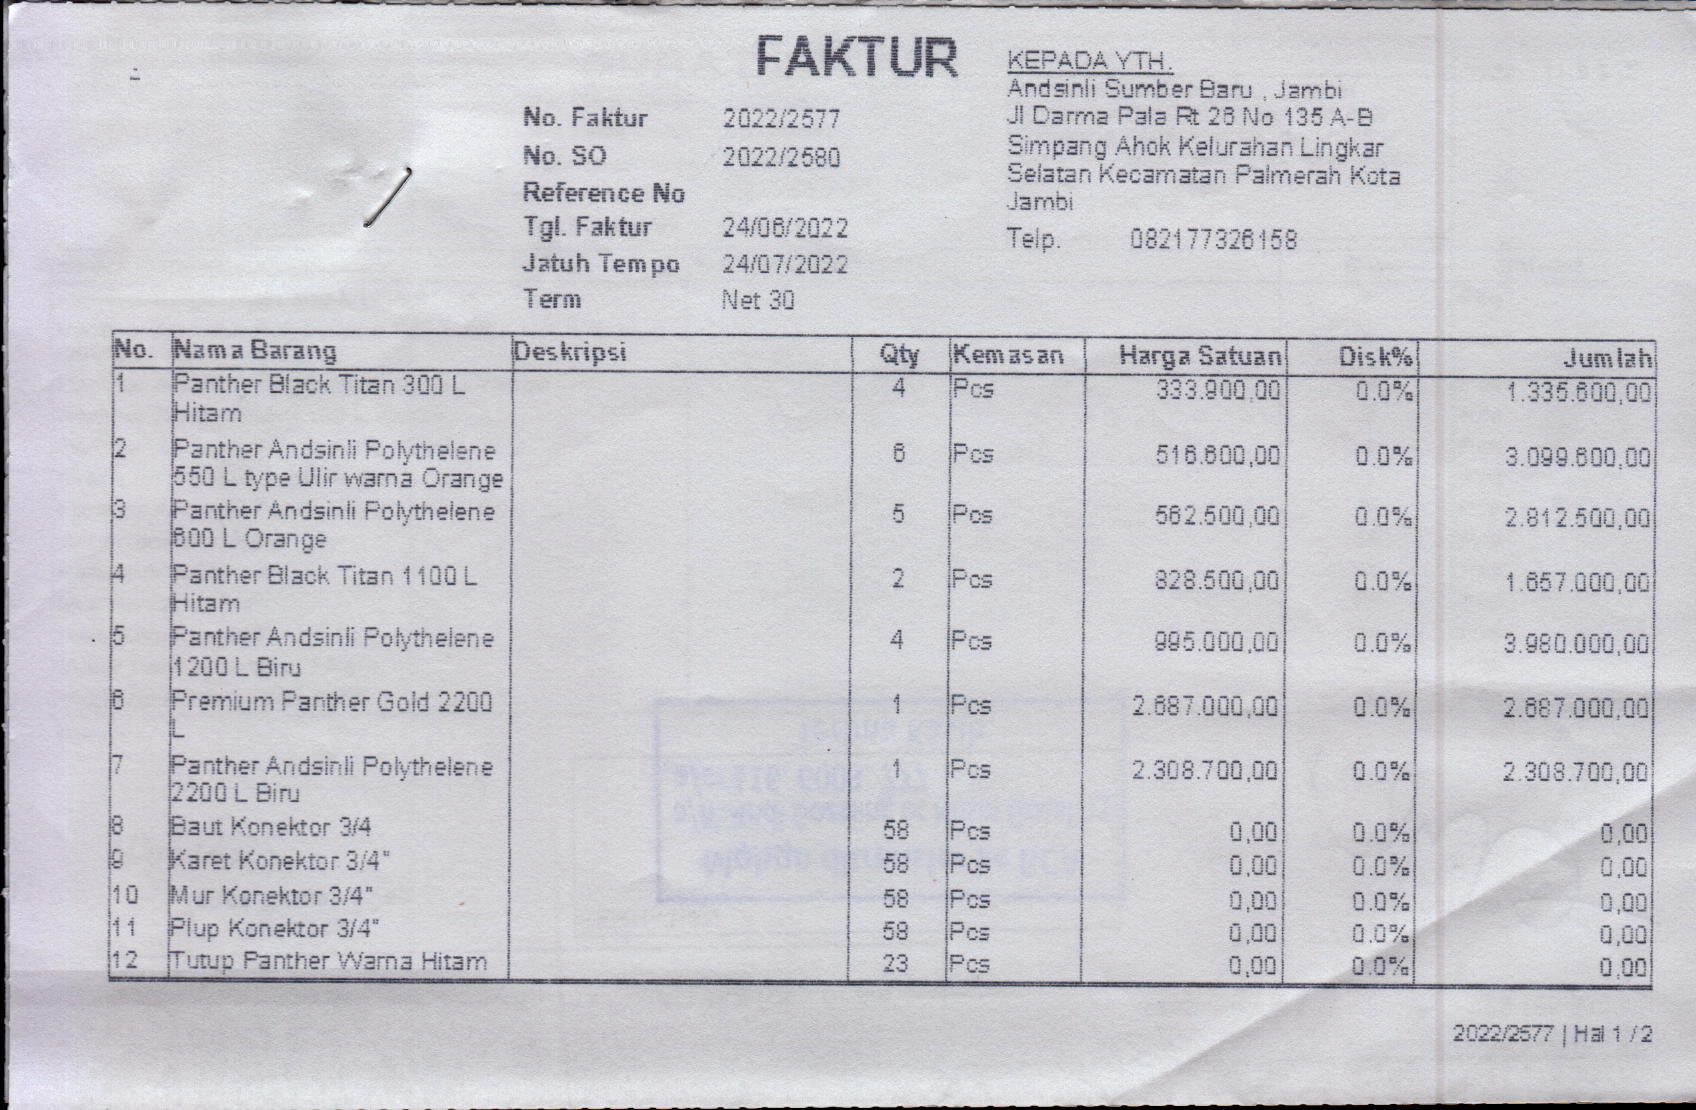 FAKTUR
No. Faktur 2022/2577
No. SO 2022/2580
Reference No
Tgl. Faktur 24/06/2022
Jatuh Tempo 24/07/2022
Term Net 30
KEPADA YTH.
Andsinli Sumber Baru , Jambi
Jl Darma Pala Rt 26 No 135 A-B
Simpang Ahok Kelurahan Lingkar
Selatan Kecamatan Palmerah Kota
Jambi
Telp. 082177326158
No. Nama Barang Deskripsi Qty Kemasan Harga Satuan Disk% Jumlah
1 Panther Black Titan 300 L 4 Pcs 333.900,00 0.0% 1.335.600,00
Hitam
2 Panther Andsinli Polythelene 6 Pcs 516.600,00 0.0% 3.099.600,00
550 L type Ulir warna Orange
3 Panther Andsinli Polythelene 5 Pcs 562.500,00 0.0% 2.812.500,00
600 L Orange
4 Panther Black Titan 1100 L 2 Pcs 828.500,00 0.0% 1.657.000,00
Hitam
5 Panther Andsinli Polythelene 4 Pcs 995.000,00 0.0% 3.980.000,00
1200 L Biru
6 Premium Panther Gold 2200 1 Pcs 2.687.000,00 0.0% 2.687.000,00
L
7 Panther Andsinli Polythelene 1 Pcs 2.308.700,00 0.0% 2.308.700,00
2200 L Biru
8 Baut Konektor 3/4 58 Pcs 0,00 0.0% 0,00
9 Karet Konektor 3/4" 58 Pcs 0,00 0.0% 0,00
10 Mur Konektor 3/4" 58 Pcs 0,00 0.0% 0,00
11 Plup Konektor 3/4" 58 Pcs 0,00 0.0% 0,00
12 Tutup Panther Warna Hitam 23 Pcs 0,00 0.0% 0,00
2022/2577 | Hal 1 / 2